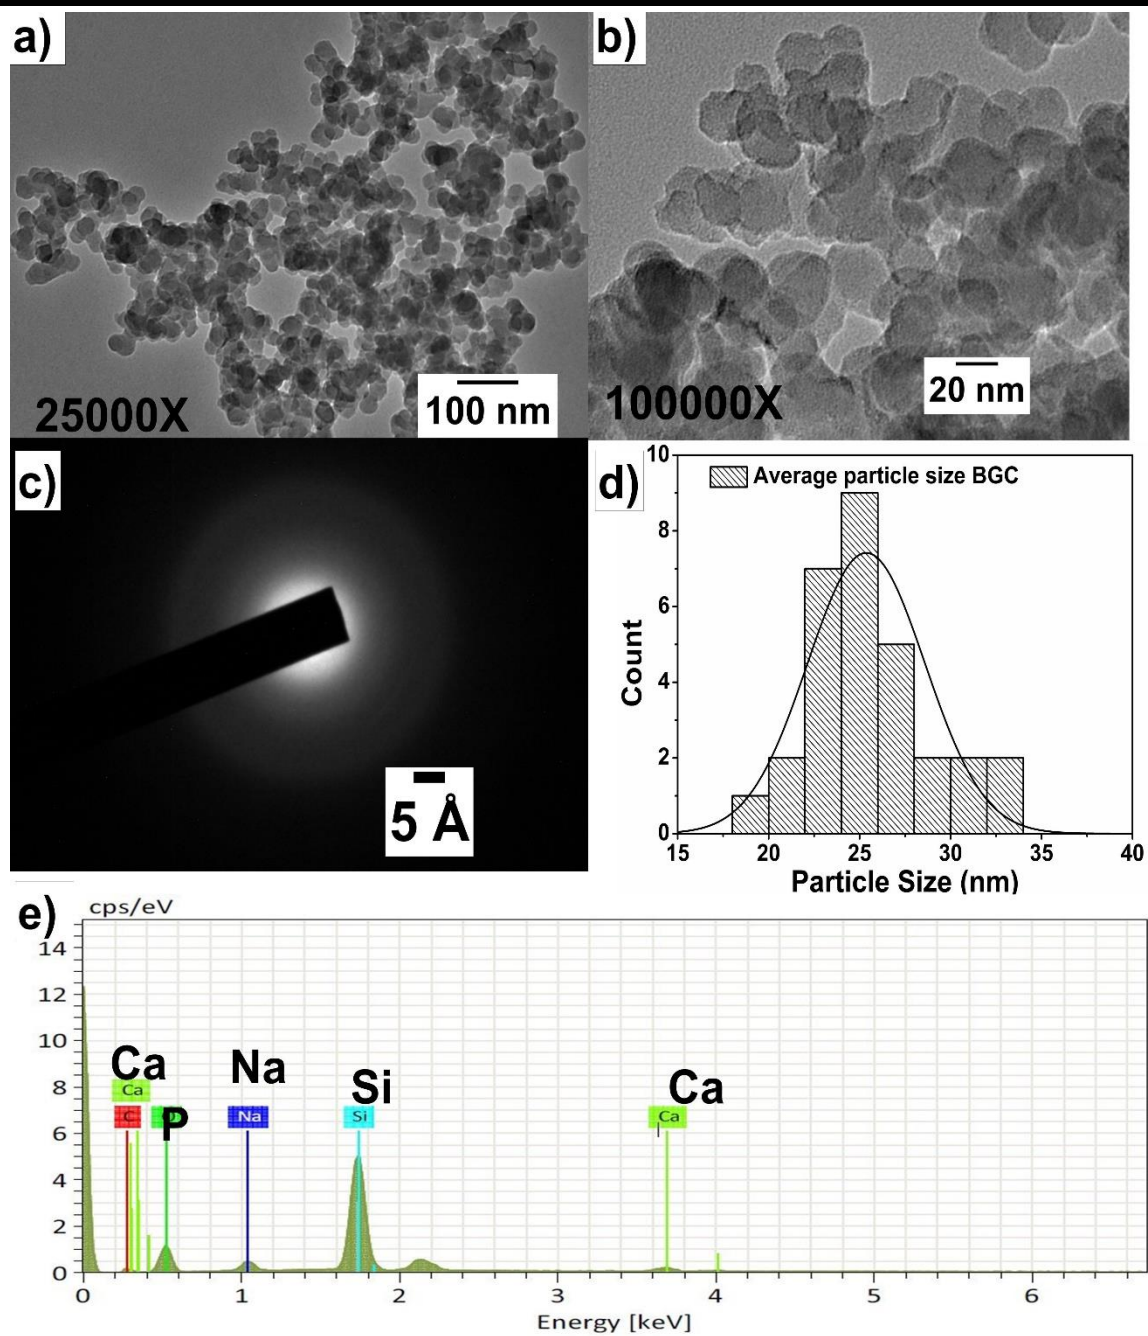 a)
25000X
100 nm
b)
100000X
20 nm
c)
5 Å
d)
Average particle size BGC
10
8
6
4
2
0
Count
15
20
25
30
35
40
Particle Size (nm)
e)
cps/eV
14
12
10
8
6
4
2
0
Ca
Ca
C
P
Na
Na
Si
Si
Ca
Ca
0
1
2
3
4
5
6
Energy [keV]